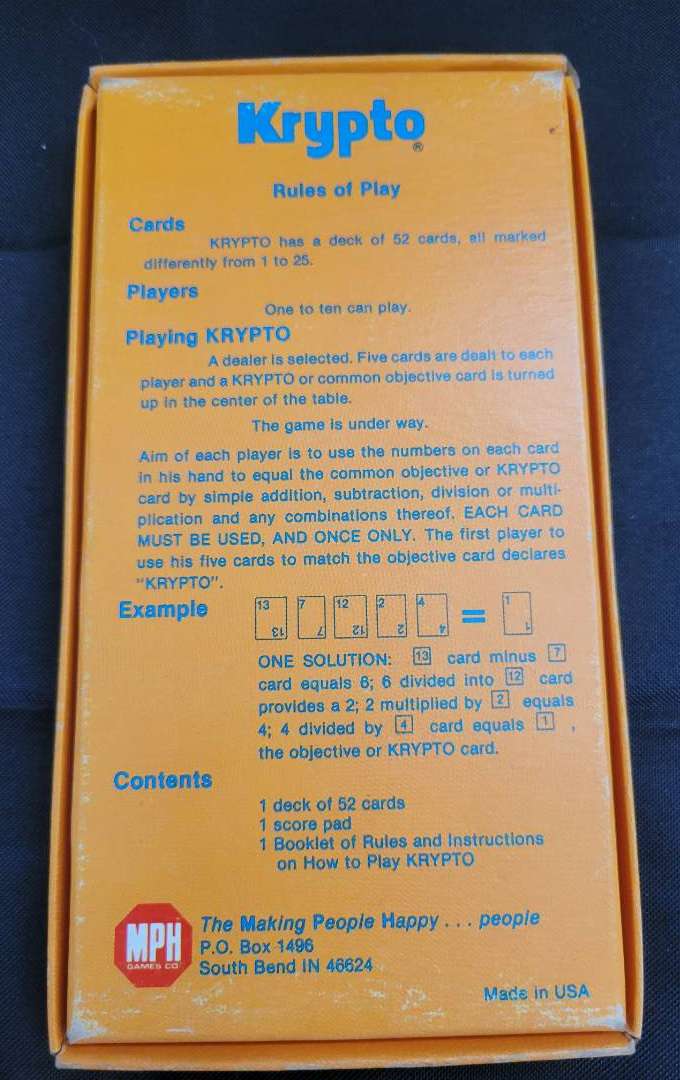 Krypto®
Rules of Play
Cards
KRYPTO has a deck of 52 cards, all marked
differently from 1 to 25.
Players
One to ten can play.
Playing KRYPTO
A dealer is selected. Five cards are dealt to each
player and a KRYPTO or common objective card is turned
up in the center of the table.
The game is under way.
Aim of each player is to use the numbers on each card
in his hand to equal the common objective or KRYPTO
card by simple addition, subtraction, division or multi-
plication and any combinations thereof. EACH CARD
MUST BE USED, AND ONCE ONLY. The first player to
use his five cards to match the objective card declares
"KRYPTO".
Example
13 7 12 2 4 = 1
13 7 12 2 4 1
ONE SOLUTION: 13 card minus 7
card equals 6; 6 divided into 12 card
provides a 2; 2 multiplied by 2 equals
4; 4 divided by 4 card equals 1 ,
the objective or KRYPTO card.
Contents
1 deck of 52 cards
1 score pad
1 Booklet of Rules and Instructions
on How to Play KRYPTO
MPH
GAMES CO
The Making People Happy . . . people
P.O. Box 1496
South Bend IN 46624
Made in USA